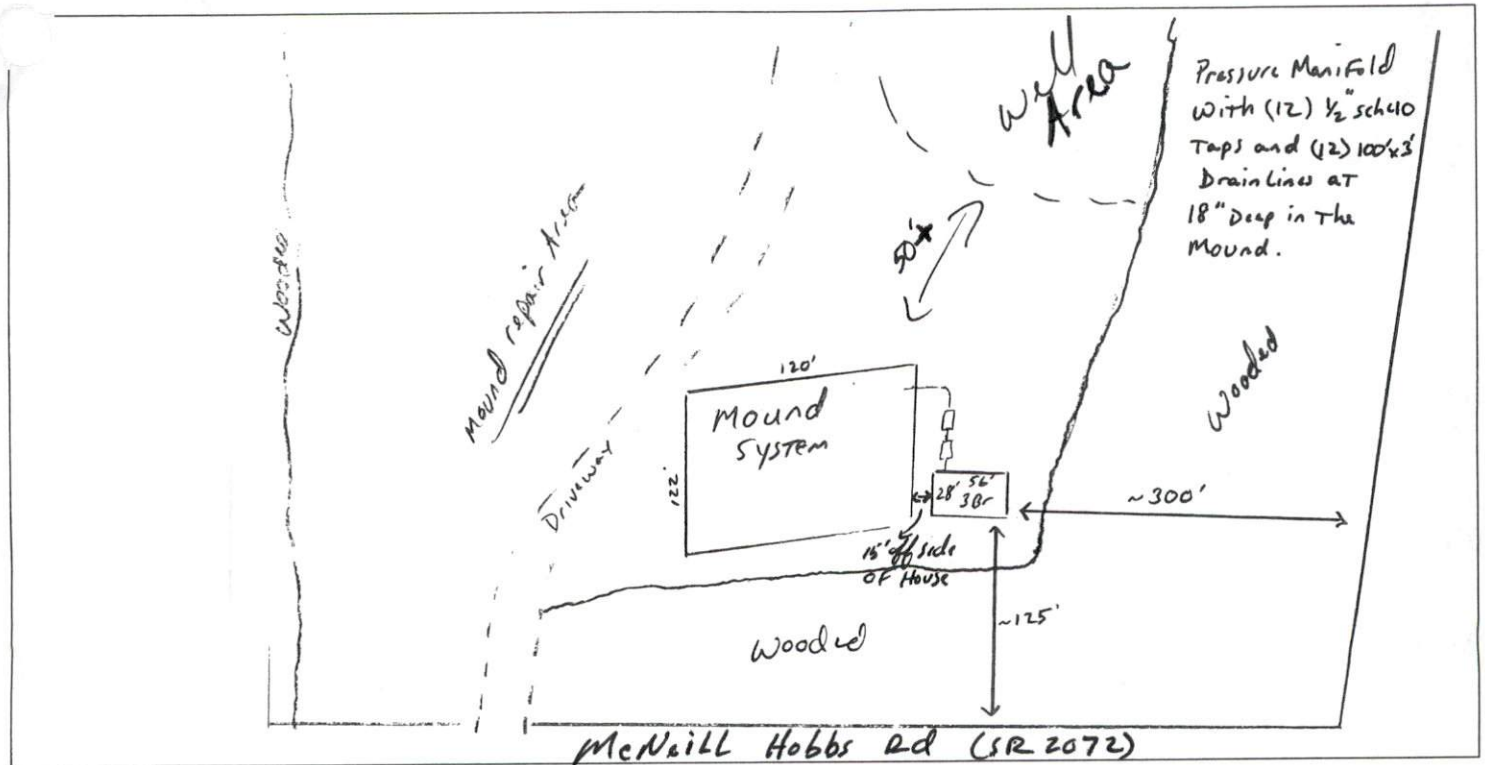 Well
Area
Pressure Manifold
with (12) 1/2" sch40
Taps and (12) 100'x3'
Drain Lines at
18" Deep in The
Mound.
Wooded
Mound repair Area
50'
Wooded
120'
Mound
System
122'
Driveway
28' 56'
3Br
~300'
15' off side
OF House
~125'
Wooded
McNeill Hobbs Rd (SR 2072)